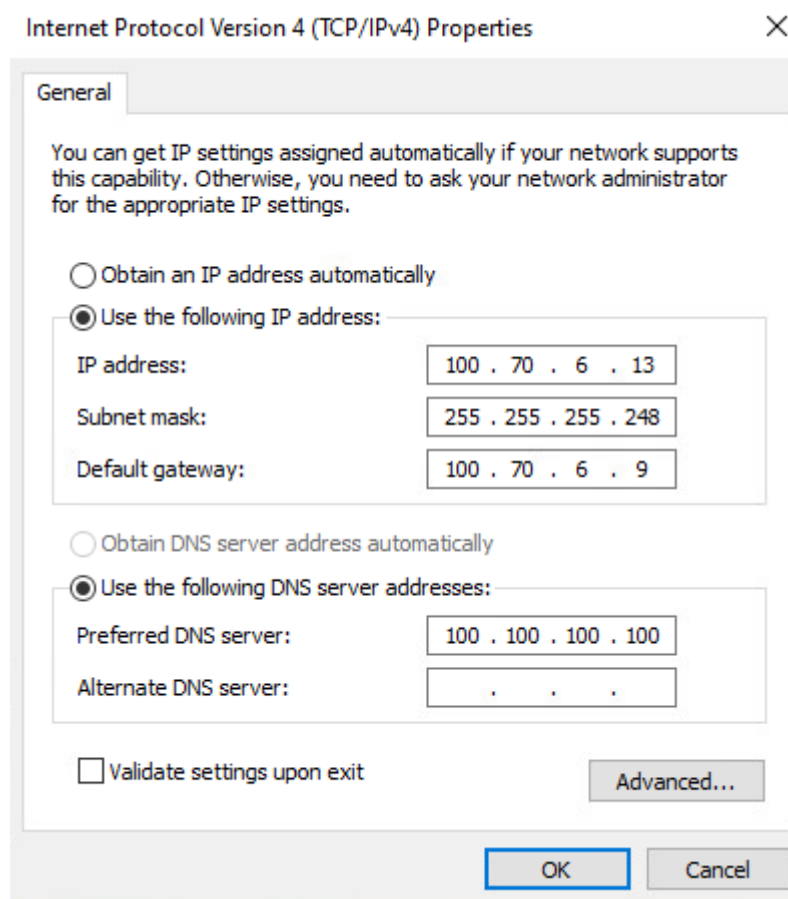 Internet Protocol Version 4 (TCP/IPv4) Properties
General
You can get IP settings assigned automatically if your network supports
this capability. Otherwise, you need to ask your network administrator
for the appropriate IP settings.
Obtain an IP address automatically
Use the following IP address:
IP address: 100 . 70 . 6 . 13
Subnet mask: 255 . 255 . 255 . 248
Default gateway: 100 . 70 . 6 . 9
Obtain DNS server address automatically
Use the following DNS server addresses:
Preferred DNS server: 100 . 100 . 100 . 100
Alternate DNS server: . . .
Validate settings upon exit
Advanced...
OK Cancel